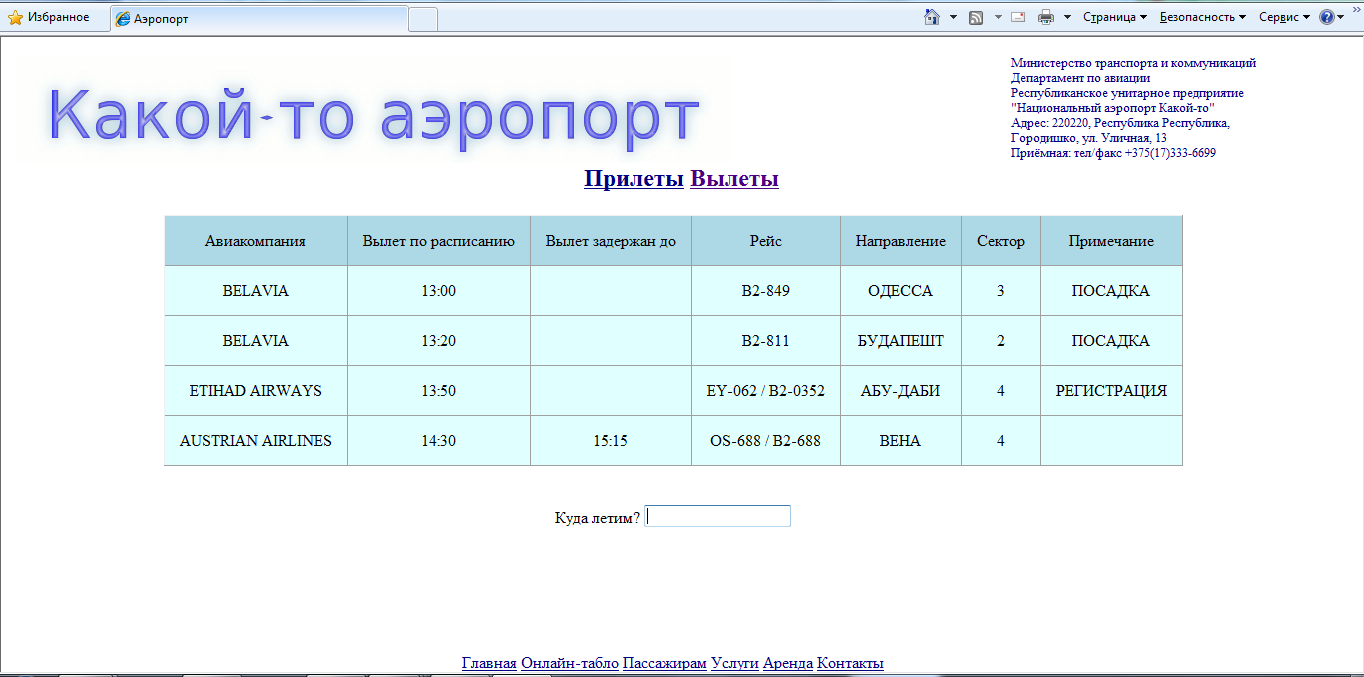 Избранное
Аэропорт
Страница Безопасность Сервис
Министерство транспорта и коммуникаций
Департамент по авиации
Республиканское унитарное предприятие
"Национальный аэропорт Какой-то"
Адрес: 220220, Республика Республика,
Городишко, ул. Уличная, 13
Приёмная: тел/факс +375(17)333-6699
Какой-то аэропорт
Прилеты Вылеты
Авиакомпания Вылет по расписанию Вылет задержан до Рейс Направление Сектор Примечание
BELAVIA 13:00 B2-849 ОДЕССА 3 ПОСАДКА
BELAVIA 13:20 B2-811 БУДАПЕШТ 2 ПОСАДКА
ETIHAD AIRWAYS 13:50 EY-062 / B2-0352 АБУ-ДАБИ 4 РЕГИСТРАЦИЯ
AUSTRIAN AIRLINES 14:30 15:15 OS-688 / B2-688 ВЕНА 4
Куда летим?
Главная Онлайн-табло Пассажирам Услуги Аренда Контакты